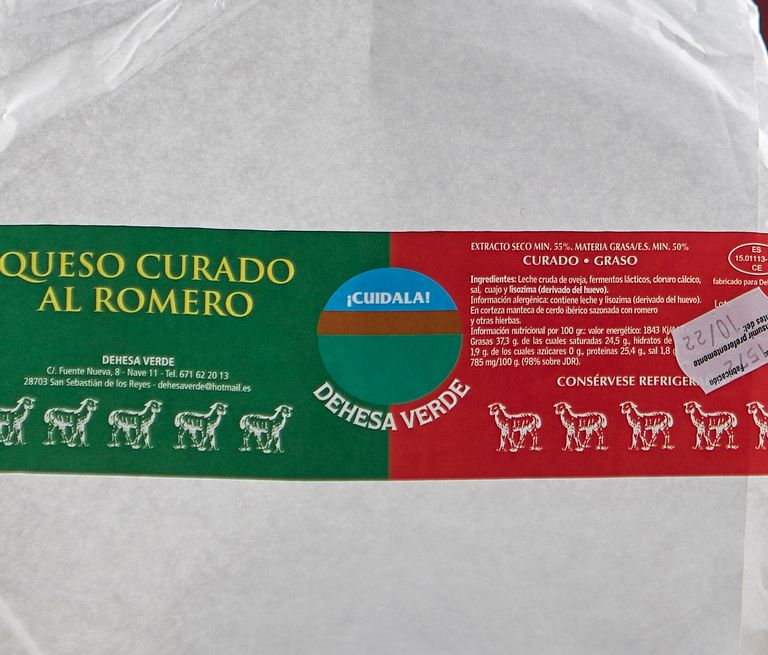 QUESO CURADO
AL ROMERO
DEHESA VERDE
C/. Fuente Nueva, 8 - Nave 11 - Tel. 671 62 20 13
28703 San Sebastián de los Reyes - dehesaverde@hotmail.es
¡CUIDALA!
DEHESA VERDE
EXTRACTO SECO MIN. 55%. MATERIA GRASA/E.S. MIN. 50%
CURADO • GRASO
Ingredientes: Leche cruda de oveja, fermentos lácticos, cloruro cálcico,
sal, cuajo y lisozima (derivado del huevo).
Información alergénica: contiene leche y lisozima (derivado del huevo).
En corteza manteca de cerdo ibérico sazonada con romero
y otras hierbas.
Información nutricional por 100 gr.: valor energético: 1843 Kj/
Grasas 37,3 g. de las cuales saturadas 24,5 g., hidratos de
1,9 g. de los cuales azúcares 0 g., proteinas 25,4 g., sal 1,8 g
785 mg/100 g. (98% sobre JDR).
CONSÉRVESE REFRIGER
ES
15.01113-
CE
fabricado para De
Lot
Fabricación
preferentemente
10/22